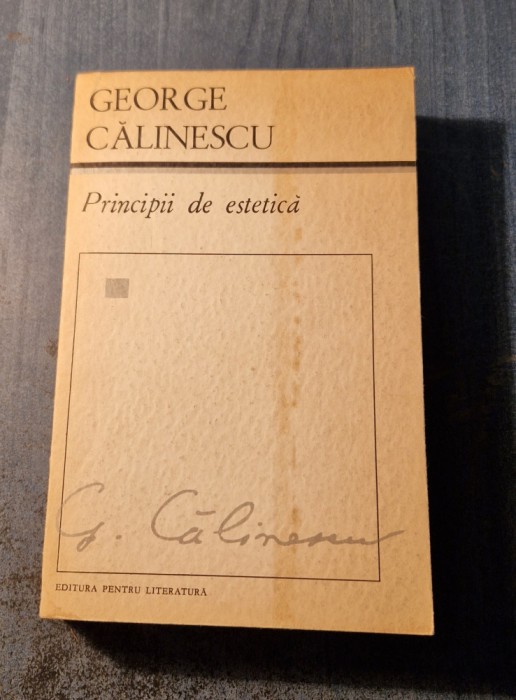 GEORGE
CĂLINESCU
Principii de estetică
G. Călinescu
EDITURA PENTRU LITERATURĂ